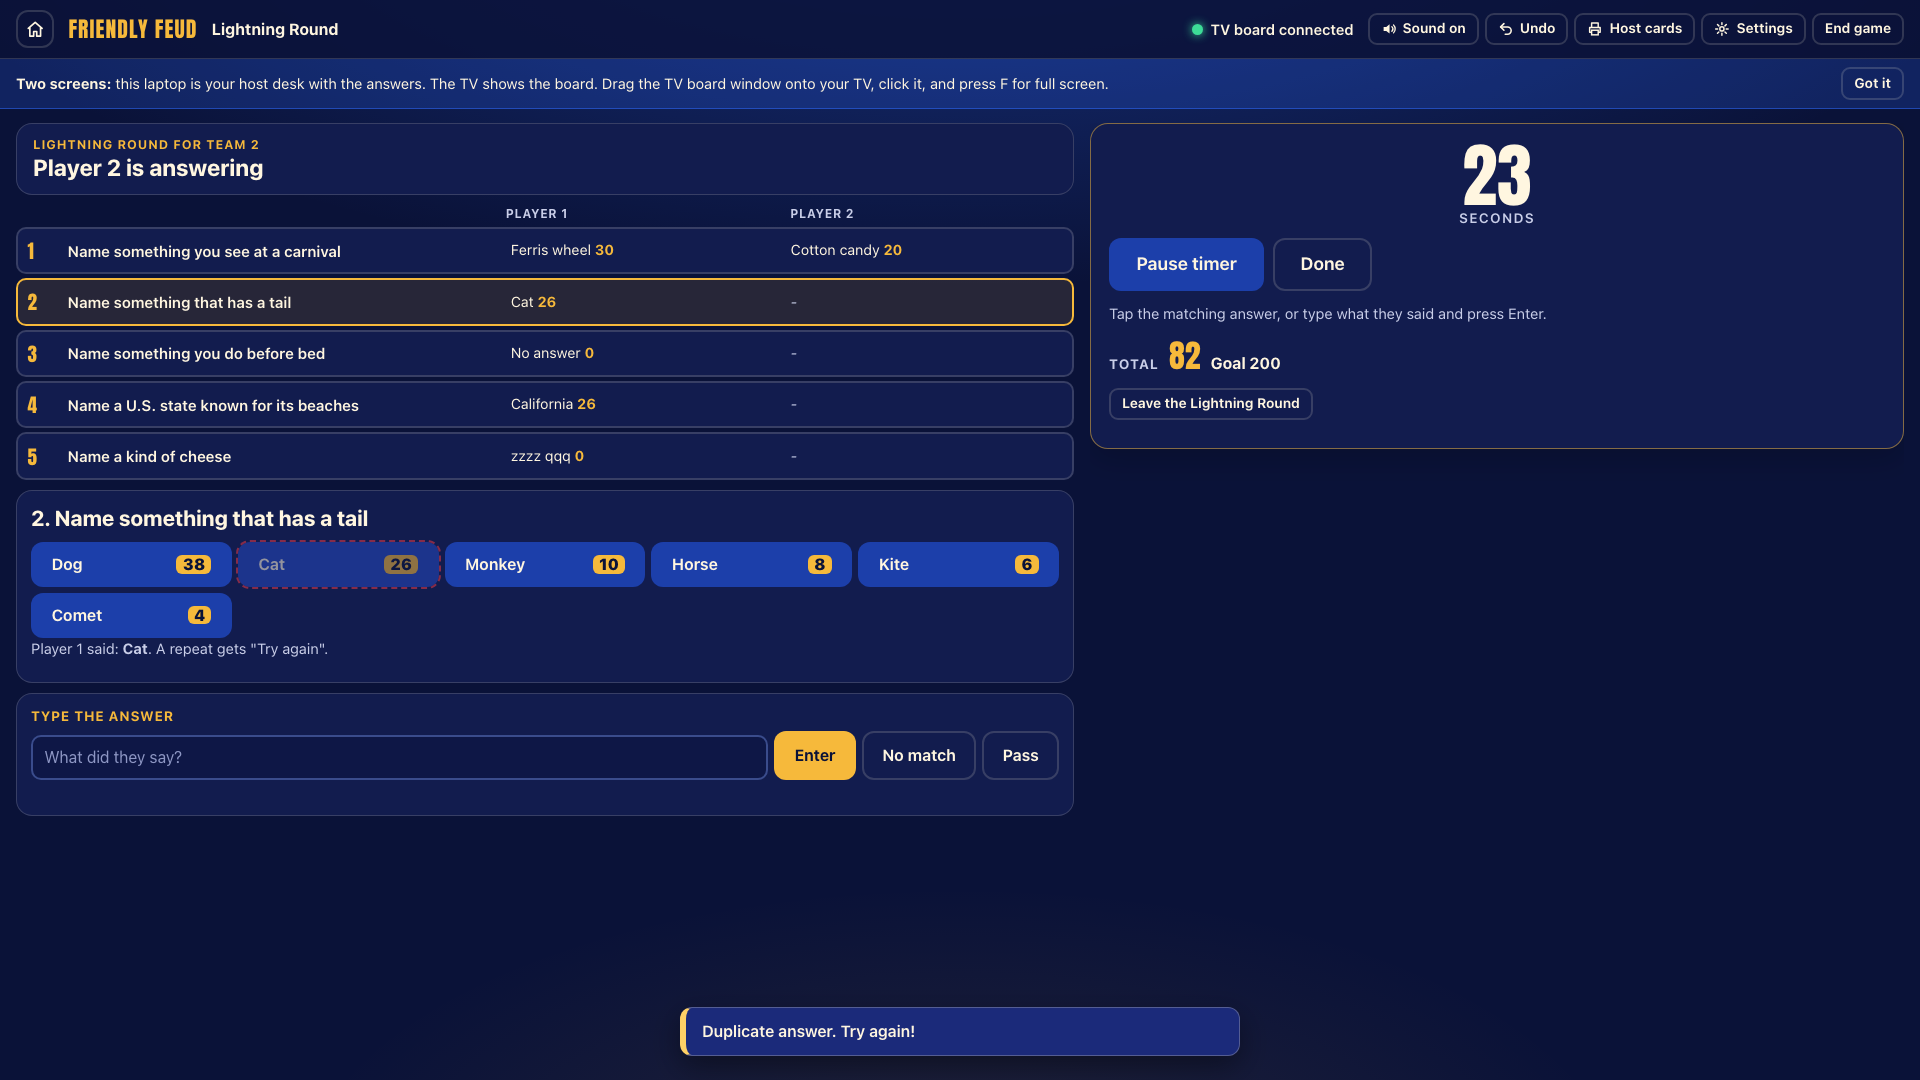 FRIENDLY FEUD Lightning Round
TV board connected
Sound on
Undo
Host cards
Settings
End game
Two screens: this laptop is your host desk with the answers. The TV shows the board. Drag the TV board window onto your TV, click it, and press F for full screen.
Got it
LIGHTNING ROUND FOR TEAM 2
Player 2 is answering
PLAYER 1 PLAYER 2
1 Name something you see at a carnival Ferris wheel 30 Cotton candy 20
2 Name something that has a tail Cat 26 -
3 Name something you do before bed No answer 0 -
4 Name a U.S. state known for its beaches California 26 -
5 Name a kind of cheese zzzz qqq 0 -
2. Name something that has a tail
Dog 38 Cat 26 Monkey 10 Horse 8 Kite 6
Comet 4
Player 1 said: Cat. A repeat gets "Try again".
TYPE THE ANSWER
What did they say? Enter No match Pass
23
SECONDS
Pause timer Done
Tap the matching answer, or type what they said and press Enter.
TOTAL 82 Goal 200
Leave the Lightning Round
Duplicate answer. Try again!